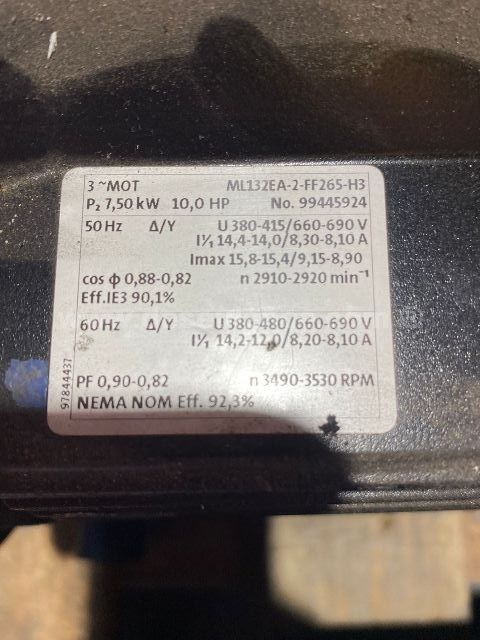 3 ~MOT ML132EA-2-FF265-H3
P₂ 7,50 kW 10,0 HP No. 99445924
50 Hz Δ/Y U 380-415/660-690 V
I¹⁄₁ 14,4-14,0/8,30-8,10 A
Imax 15,8-15,4/9,15-8,90
cos ϕ 0,88-0,82 n 2910-2920 min⁻¹
Eff.IE3 90,1%
60 Hz Δ/Y U 380-480/660-690 V
I¹⁄₁ 14,2-12,0/8,20-8,10 A
PF 0,90-0,82 n 3490-3530 RPM
NEMA NOM Eff. 92,3%
97844437